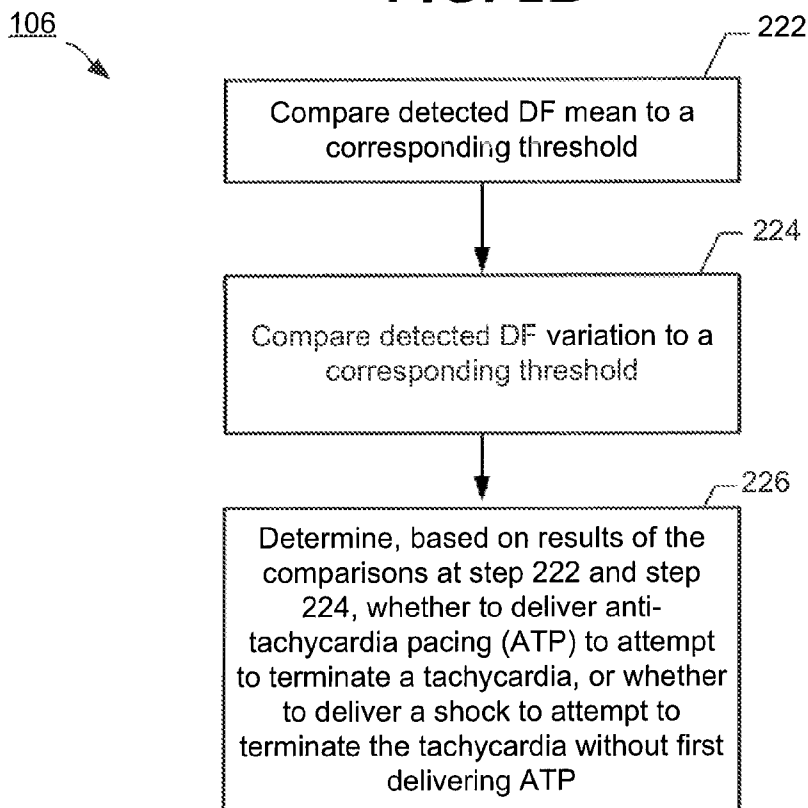 106
222
Compare detected DF mean to a
corresponding threshold
224
Compare detected DF variation to a
corresponding threshold
226
Determine, based on results of the
comparisons at step 222 and step
224, whether to deliver anti-
tachycardia pacing (ATP) to attempt
to terminate a tachycardia, or whether
to deliver a shock to attempt to
terminate the tachycardia without first
delivering ATP